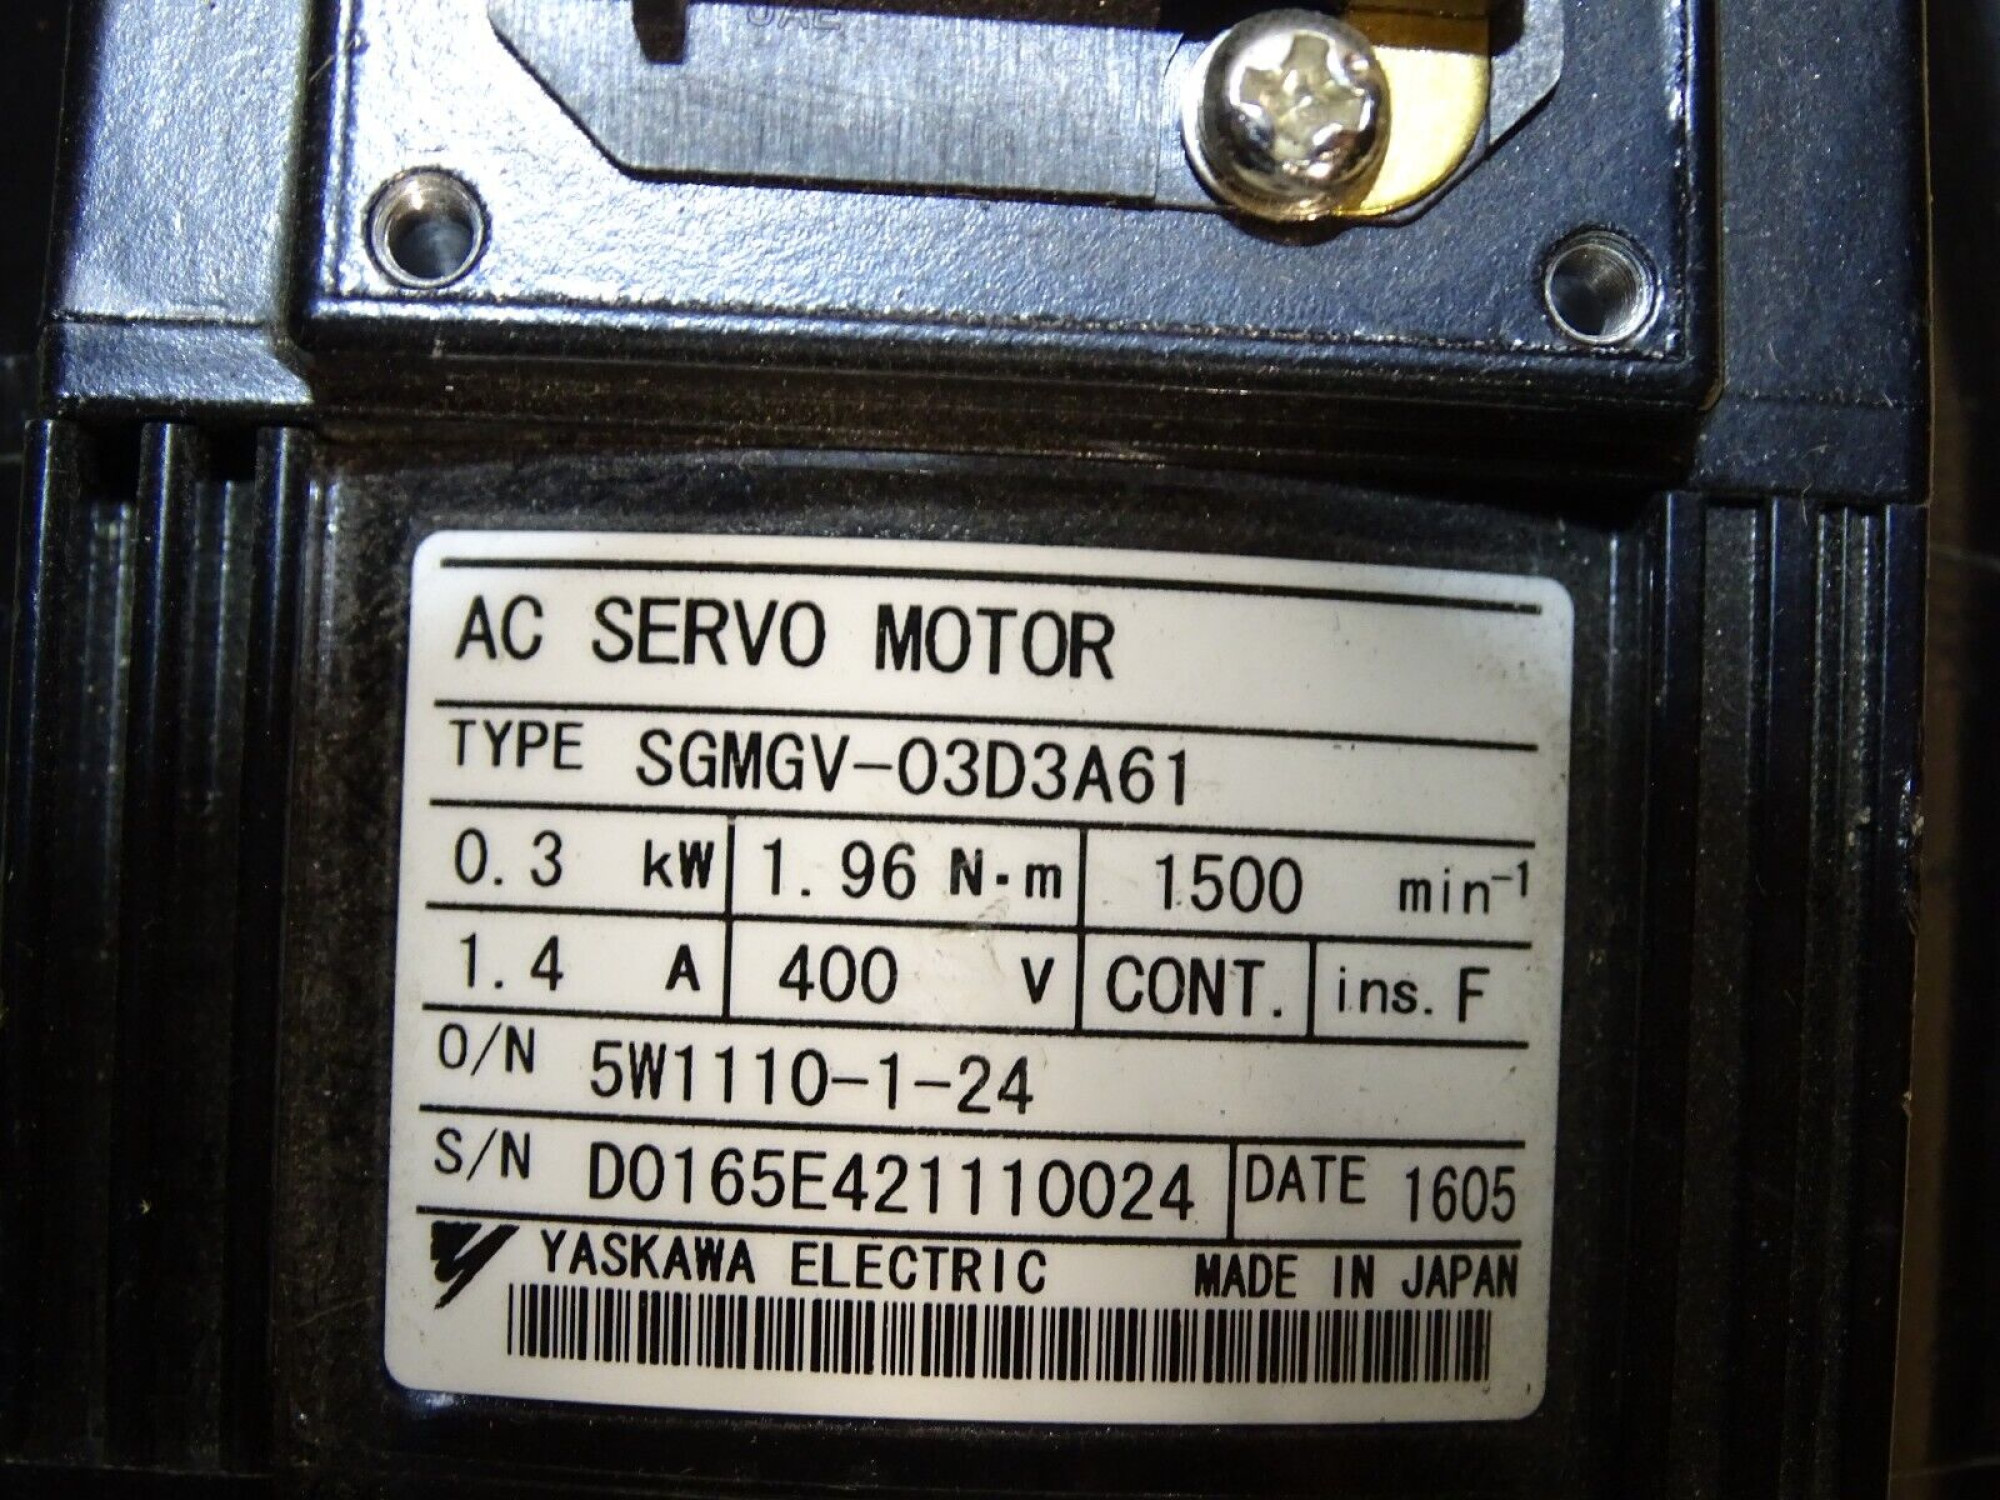 JAE
AC SERVO MOTOR
TYPE SGMGV-03D3A61
0.3 kW 1.96 N·m 1500 min⁻¹
1.4 A 400 V CONT. ins. F
O/N 5W1110-1-24
S/N D0165E421110024 DATE 1605
YASKAWA ELECTRIC MADE IN JAPAN